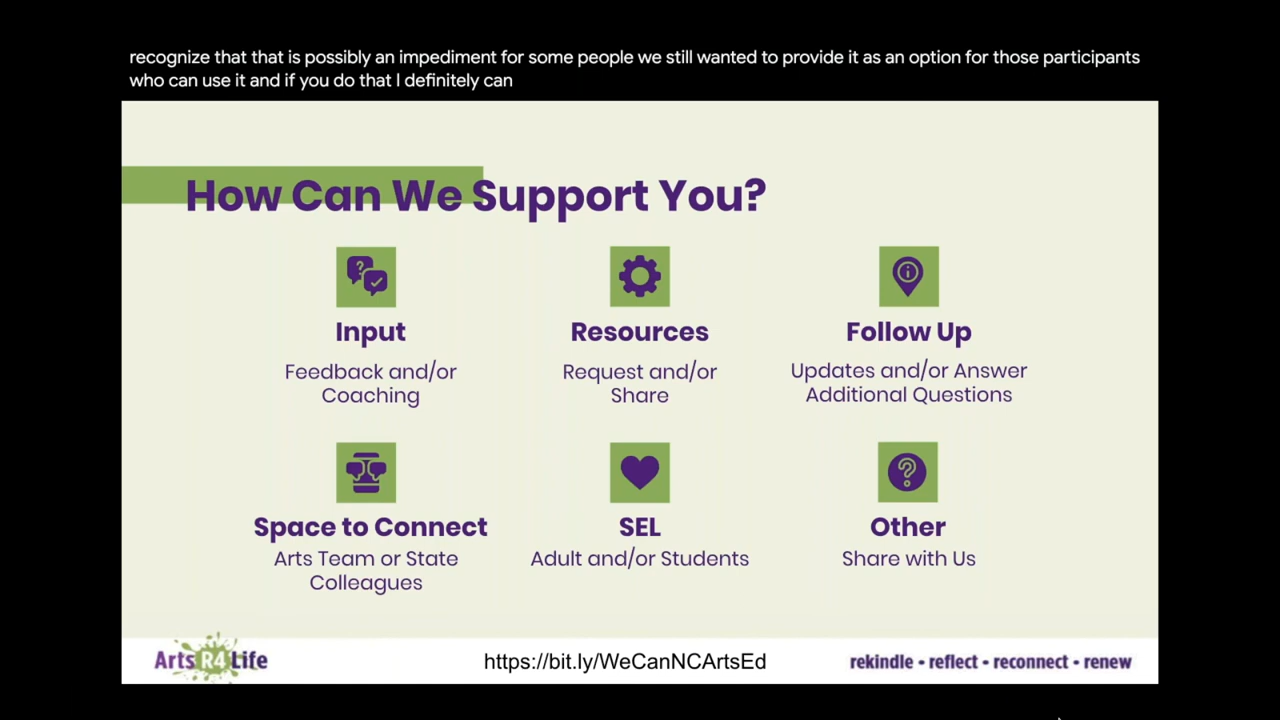 recognize that that is possibly an impediment for some people we still wanted to provide it as an option for those participants
who can use it and if you do that I definitely can
How Can We Support You?
Input
Feedback and/or
Coaching
Resources
Request and/or
Share
Follow Up
Updates and/or Answer
Additional Questions
Space to Connect
Arts Team or State
Colleagues
SEL
Adult and/or Students
Other
Share with Us
Arts R4 Life
https://bit.ly/WeCanNCArtsEd
rekindle • reflect • reconnect • renew